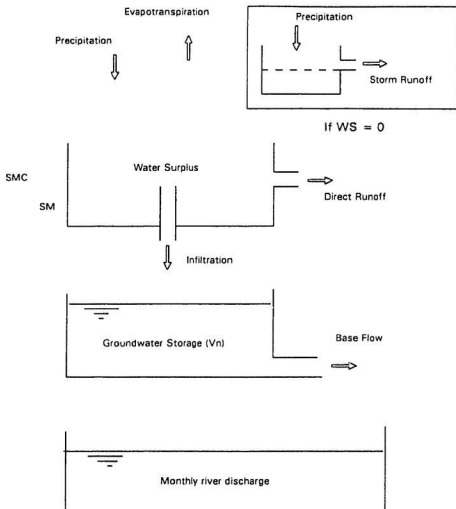 Evapotranspiration
Precipitation
Precipitation
Storm Runoff
If WS = 0
SMC
Water Surplus
SM
Direct Runoff
Infiltration
Groundwater Storage (Vn)
Base Flow
Monthly river discharge